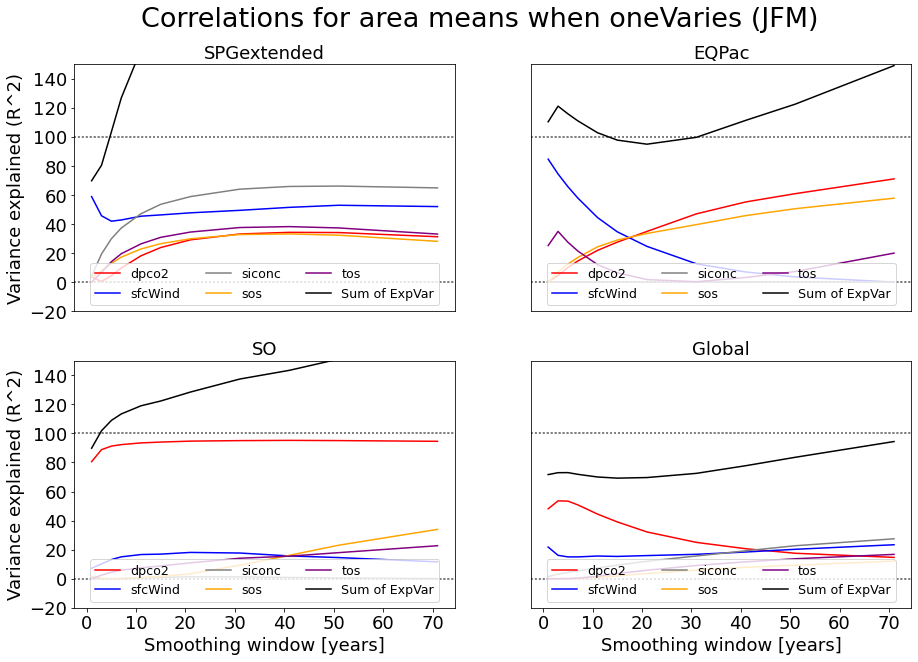 Correlations for area means when oneVaries (JFM)
SPGextended
EQPac
Variance explained (R^2)
140
120
100
80
60
40
20
0
−20
dpco2
siconc
tos
sfcWind
sos
Sum of ExpVar
dpco2
siconc
tos
sfcWind
sos
Sum of ExpVar
SO
Global
Variance explained (R^2)
140
120
100
80
60
40
20
0
−20
dpco2
siconc
tos
sfcWind
sos
Sum of ExpVar
dpco2
siconc
tos
sfcWind
sos
Sum of ExpVar
0 10 20 30 40 50 60 70
0 10 20 30 40 50 60 70
Smoothing window [years]
Smoothing window [years]